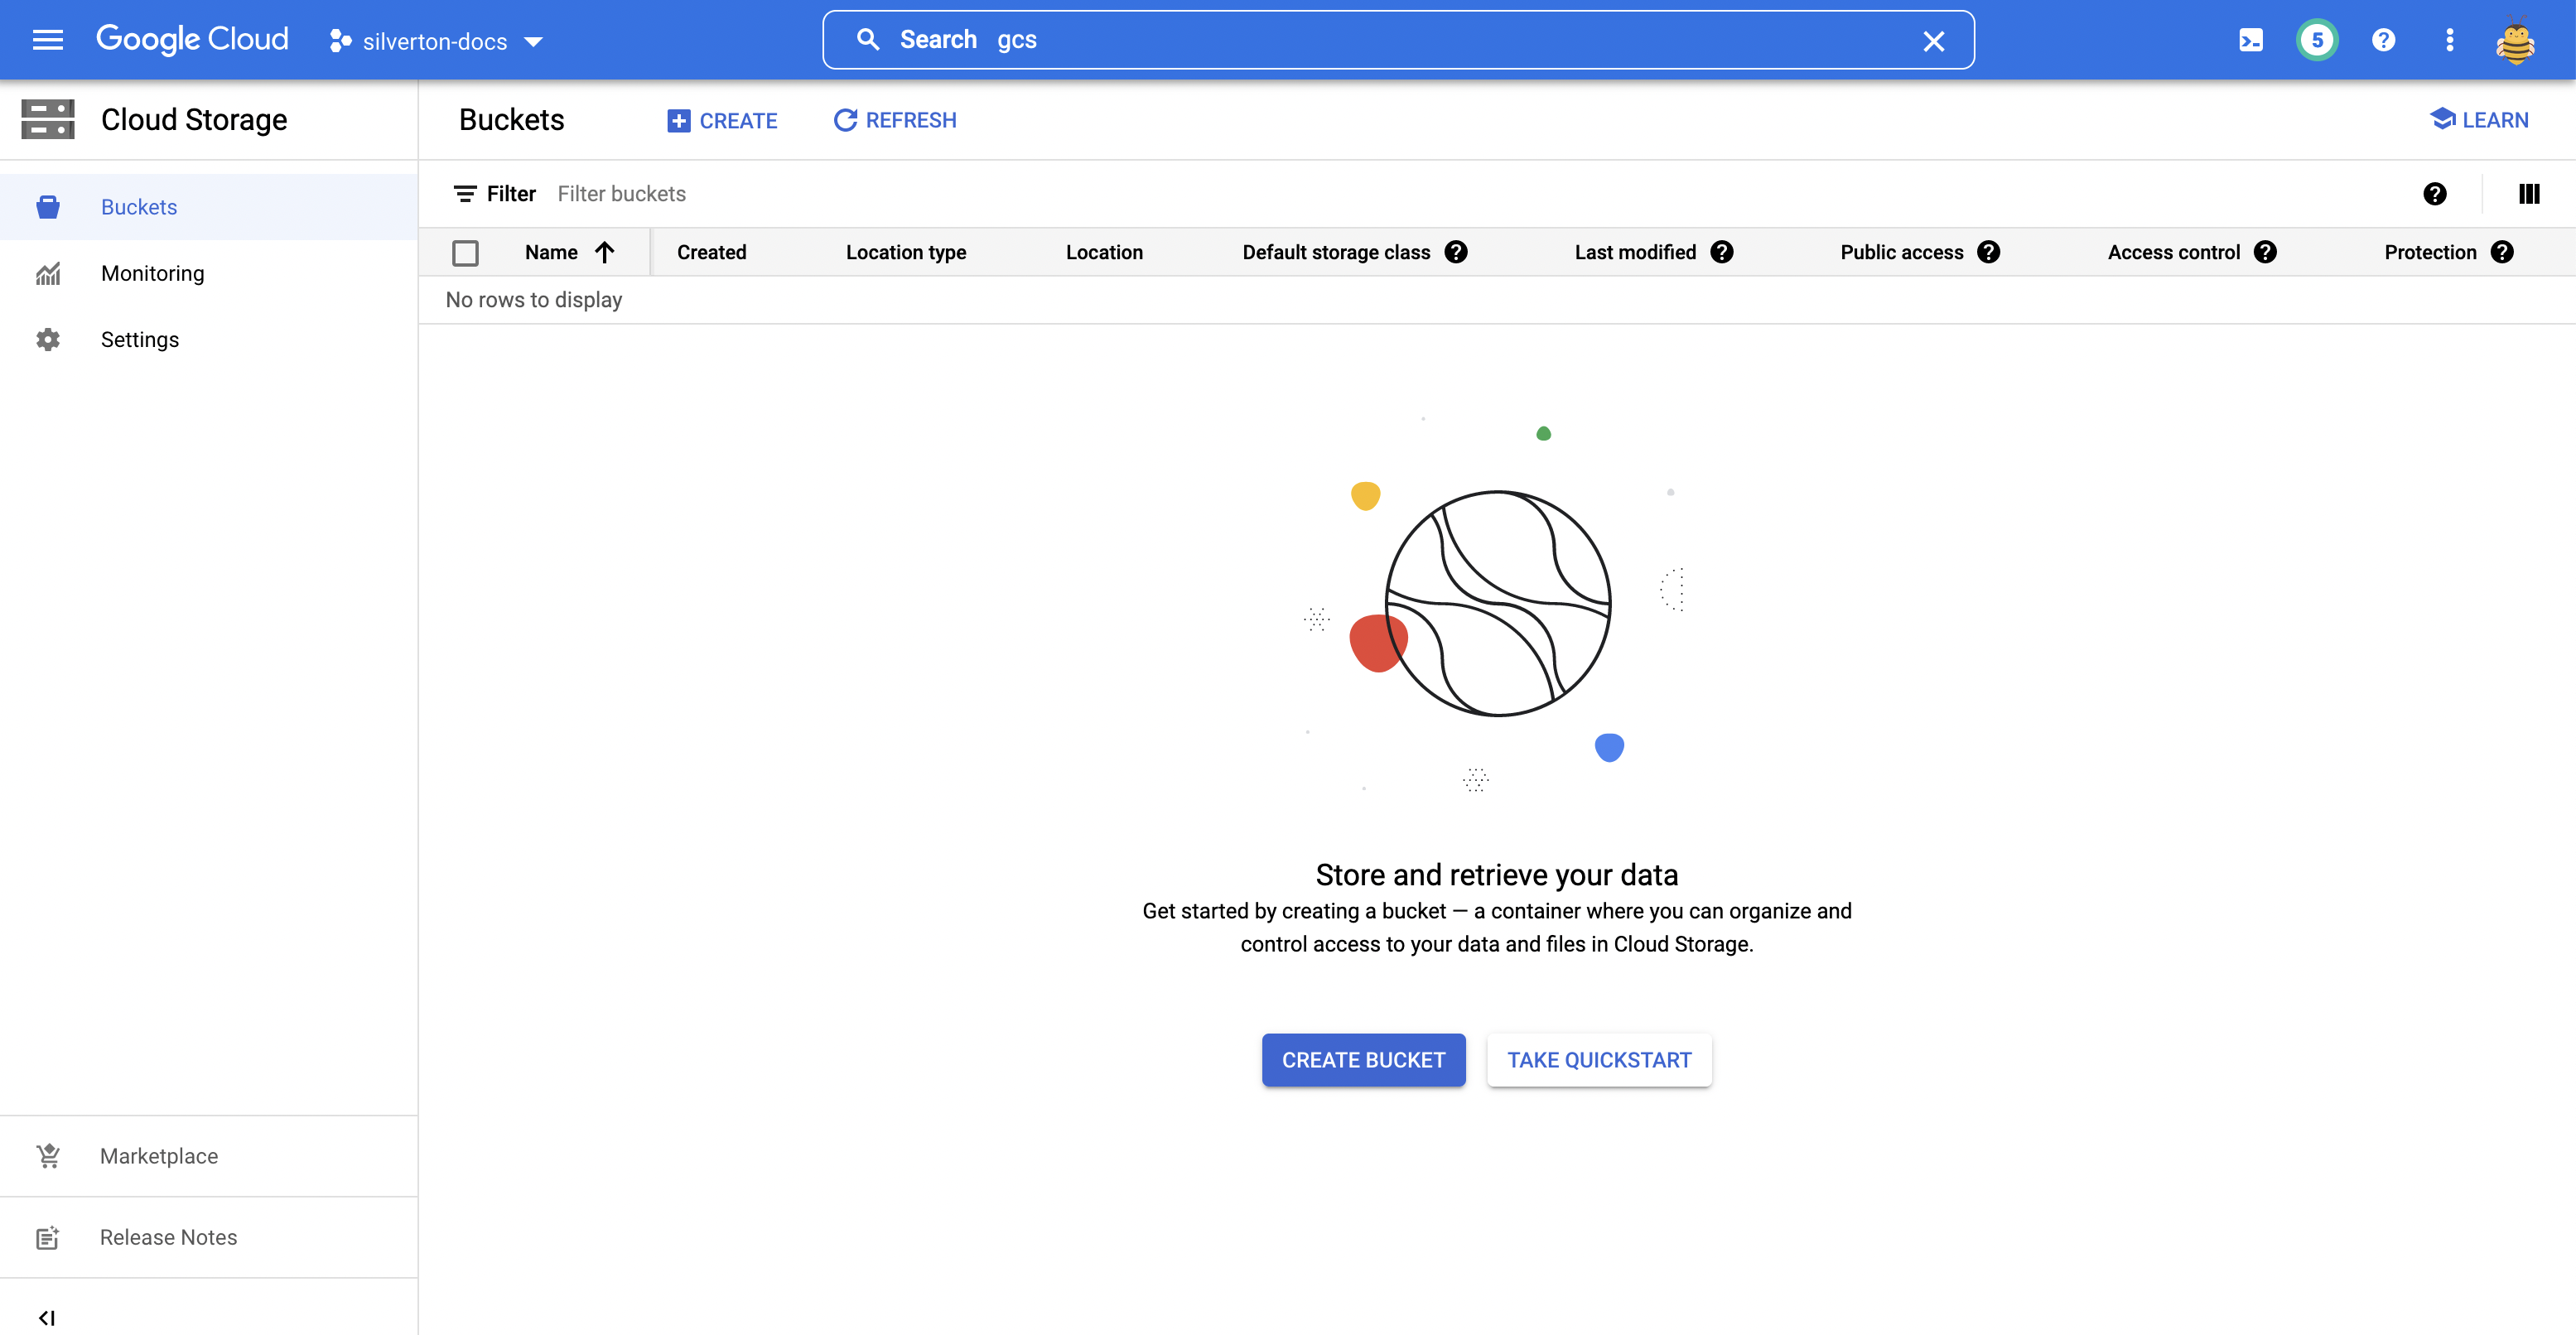 Google Cloud silverton-docs Search gcs 5
Cloud Storage
Buckets CREATE REFRESH LEARN
Buckets
Monitoring
Settings
Filter Filter buckets
Name Created Location type Location Default storage class Last modified Public access Access control Protection
No rows to display
Store and retrieve your data
Get started by creating a bucket — a container where you can organize and
control access to your data and files in Cloud Storage.
CREATE BUCKET TAKE QUICKSTART
Marketplace
Release Notes